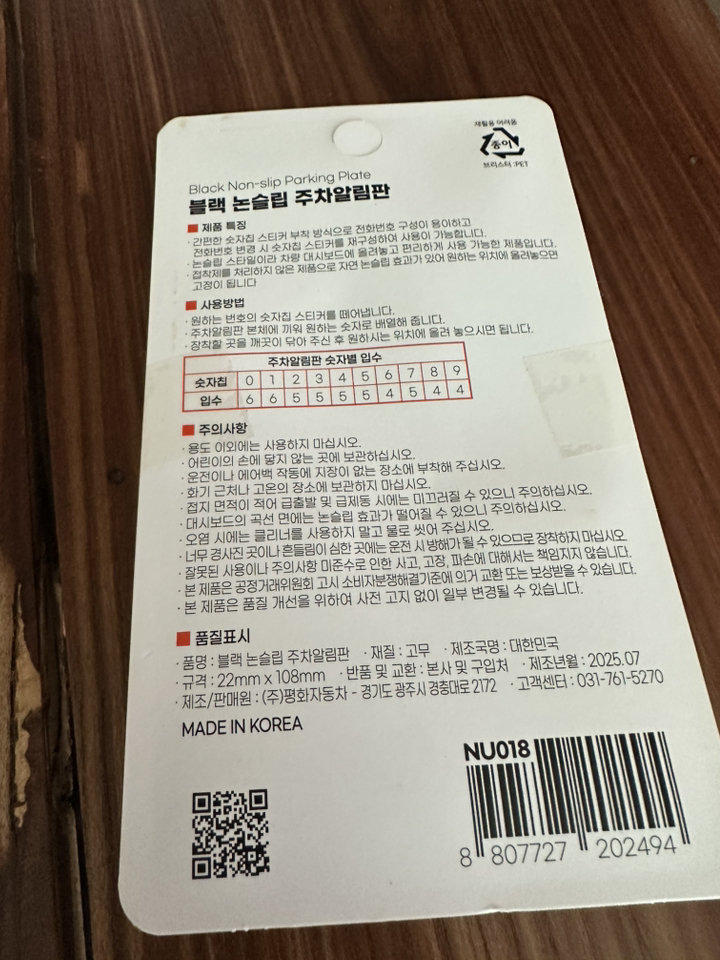 재활용 어려움
종이
브리스터 :PET
Black Non-slip Parking Plate
블랙 논슬립 주차알림판
제품 특징
· 간편한 숫자칩 스티커 부착 방식으로 전화번호 구성이 용이하고
전화번호 변경 시 숫자칩 스티커를 재구성하여 사용이 가능합니다.
· 논슬립 스타일이라 차량 대시보드에 올려놓고 편리하게 사용 가능한 제품입니다.
· 접착제를 처리하지 않은 제품으로 자연 논슬립 효과가 있어 원하는 위치에 올려놓으면
고정이 됩니다
사용방법
· 원하는 번호의 숫자칩 스티커를 떼어냅니다.
· 주차알림판 본체에 끼워 원하는 숫자로 배열해 줍니다.
· 장착할 곳을 깨끗이 닦아 주신 후 원하시는 위치에 올려 놓으시면 됩니다.
주차알림판 숫자별 입수
숫자칩 0 1 2 3 4 5 6 7 8 9
입수 6 6 5 5 5 5 4 5 4 4
주의사항
· 용도 이외에는 사용하지 마십시오.
· 어린이의 손에 닿지 않는 곳에 보관하십시오.
· 운전이나 에어백 작동에 지장이 없는 장소에 부착해 주십시오.
· 화기 근처나 고온의 장소에 보관하지 마십시오.
· 접지 면적이 적어 급출발 및 급제동 시에는 미끄러질 수 있으니 주의하십시오.
· 대시보드의 곡선 면에는 논슬립 효과가 떨어질 수 있으니 주의하십시오.
· 오염 시에는 클리너를 사용하지 말고 물로 씻어 주십시오.
· 너무 경사진 곳이나 흔들림이 심한 곳에는 운전 시 방해가 될 수 있으므로 장착하지 마십시오.
· 잘못된 사용이나 주의사항 미준수로 인한 사고, 고장, 파손에 대해서는 책임지지 않습니다.
· 본 제품은 공정거래위원회 고시 소비자분쟁해결기준에 의거 교환 또는 보상받을 수 있습니다.
· 본 제품은 품질 개선을 위하여 사전 고지 없이 일부 변경될 수 있습니다.
품질표시
· 품명 : 블랙 논슬립 주차알림판 · 재질 : 고무 · 제조국명 : 대한민국
· 규격 : 22mm x 108mm · 반품 및 교환 : 본사 및 구입처 · 제조년월 : 2025.07
· 제조/판매원 : (주)평화자동차 - 경기도 광주시 경충대로 2172 · 고객센터 : 031-761-5270
MADE IN KOREA
NU018
8 807727 202494